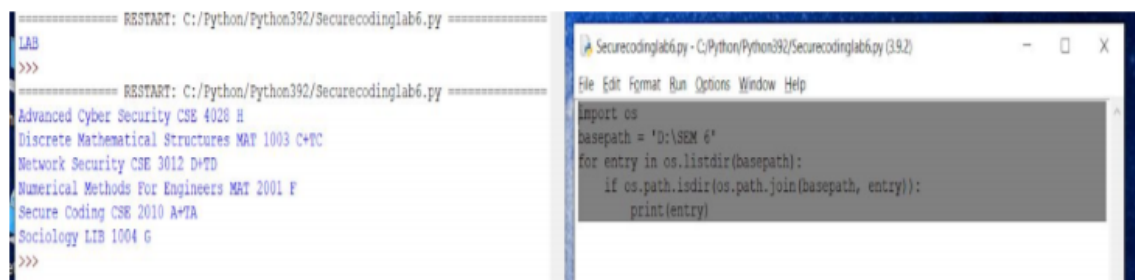 =============== RESTART: C:/Python/Python392/Securecodinglab6.py ===============
LAB
>>>
=============== RESTART: C:/Python/Python392/Securecodinglab6.py ===============
Advanced Cyber Security CSE 4028 H
Discrete Mathematical Structures MAT 1003 C+TC
Network Security CSE 3012 D+TD
Numerical Methods For Engineers MAT 2001 F
Secure Coding CSE 2010 A+TA
Sociology LIB 1004 G
>>>
Securecodinglab6.py - C:/Python/Python392/Securecodinglab6.py (3.9.2)
File Edit Format Run Options Window Help
import os
basepath = 'D:\SEM 6'
for entry in os.listdir(basepath):
    if os.path.isdir(os.path.join(basepath, entry)):
        print(entry)